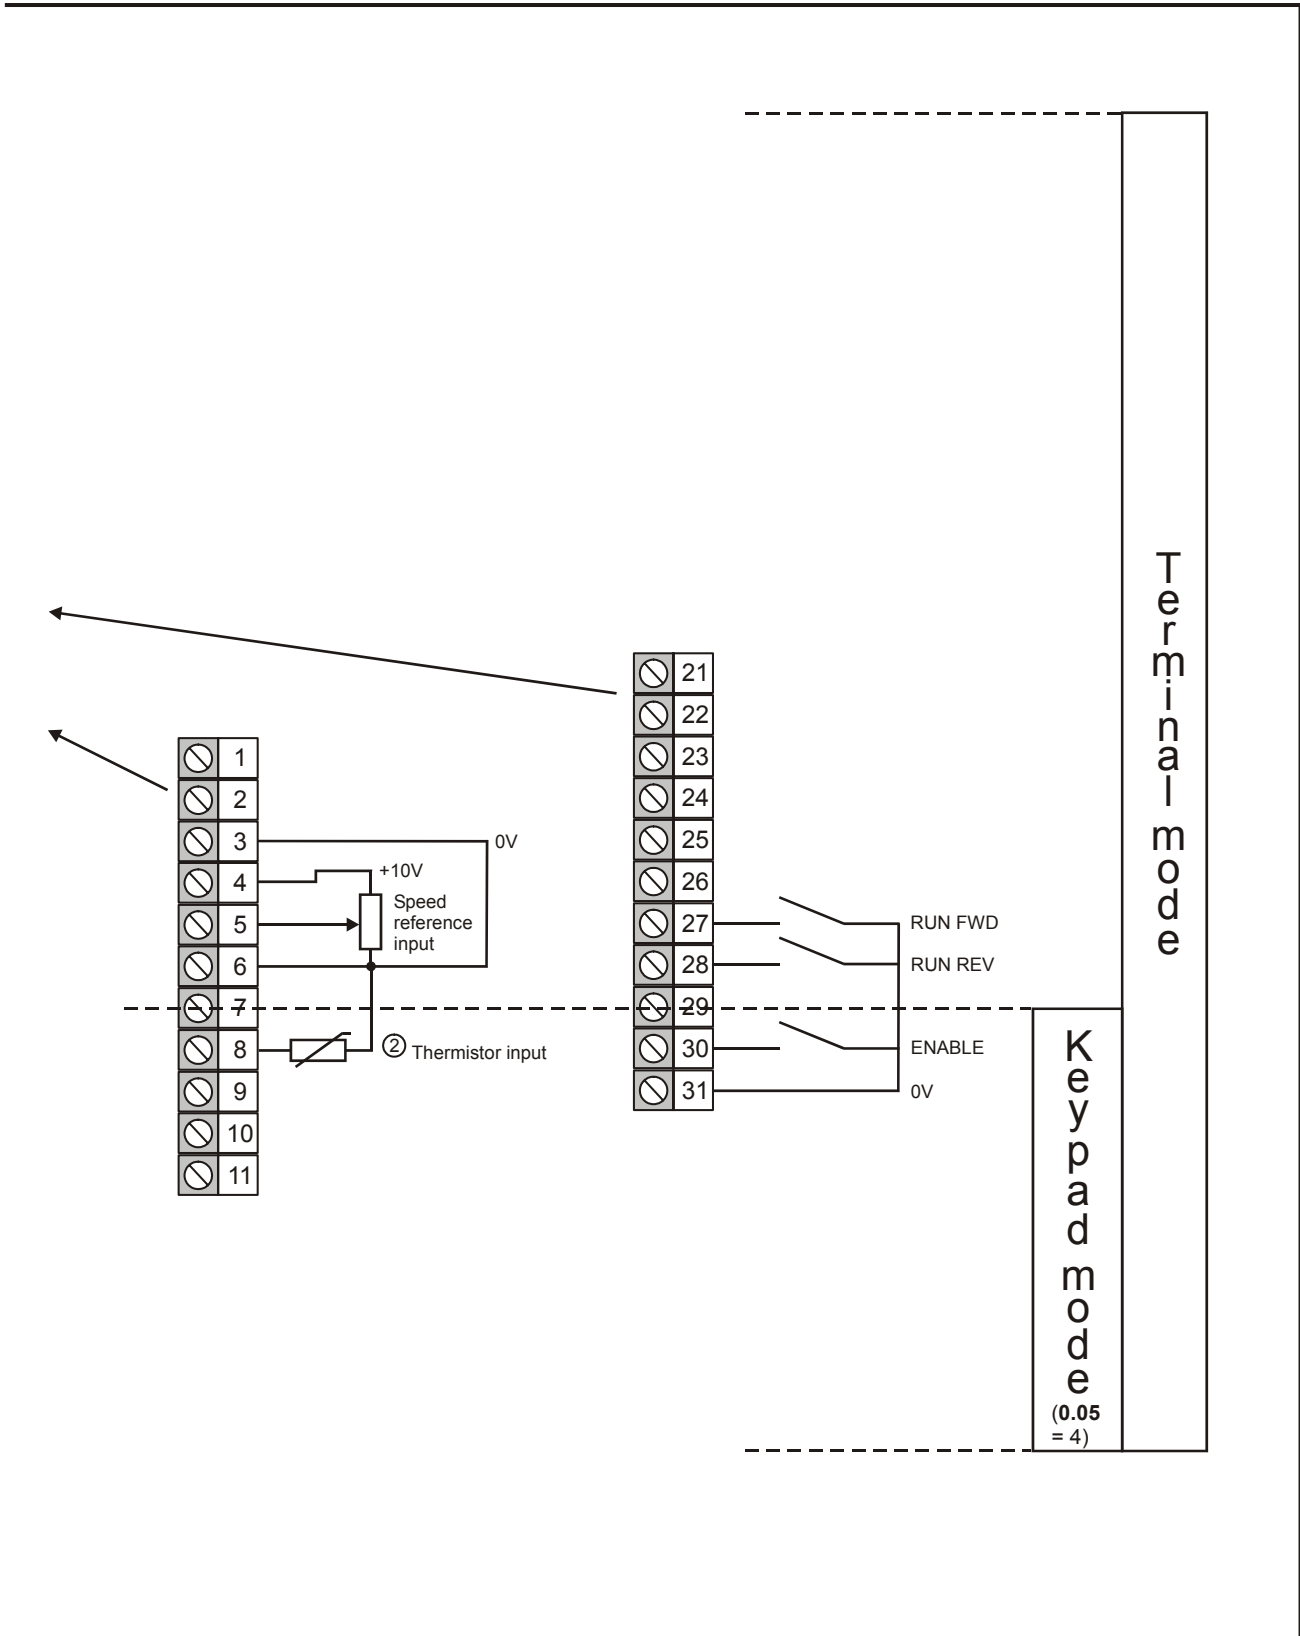 1
2
3
4
5
6
7
8
9
10
11
0V
+10V
Speed
reference
input
② Thermistor input
21
22
23
24
25
26
27
28
29
30
31
RUN FWD
RUN REV
ENABLE
0V
Keypad mode
(0.05
= 4)
Terminal mode